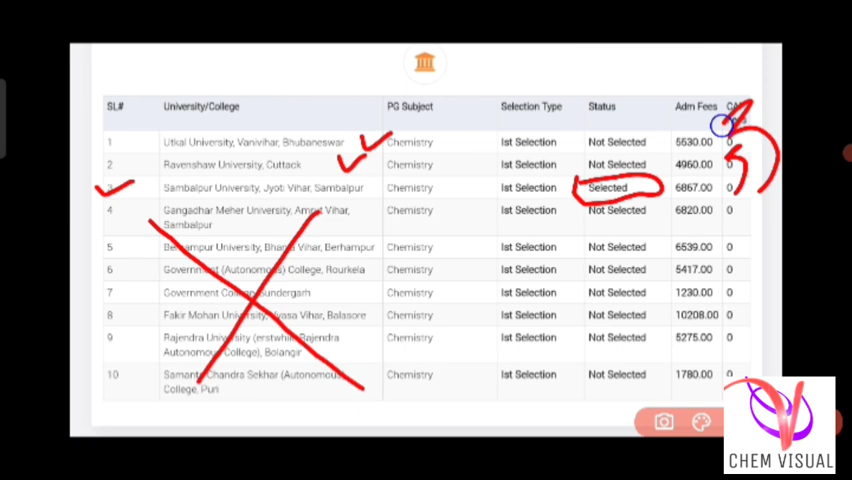 SL# University/College PG Subject Selection Type Status Adm Fees
1 Utkal University, Vanivihar, Bhubaneswar Chemistry Ist Selection Not Selected 5530.00 0
2 Ravenshaw University, Cuttack Chemistry Ist Selection Not Selected 4960.00 0
3 Sambalpur University, Jyoti Vihar, Sambalpur Chemistry Ist Selection Selected 6867.00 0
4 Gangadhar Meher University, Amrut Vihar, Chemistry Ist Selection Not Selected 6820.00 0
Sambalpur
5 Berhampur University, Bhanja Vihar, Berhampur Chemistry Ist Selection Not Selected 6539.00 0
6 Government (Autonomous) College, Rourkela Chemistry Ist Selection Not Selected 5417.00 0
7 Government College, Sundergarh Chemistry Ist Selection Not Selected 1230.00 0
8 Fakir Mohan University, Vyasa Vihar, Balasore Chemistry Ist Selection Not Selected 10208.00 0
9 Rajendra University (erstwhile Rajendra Chemistry Ist Selection Not Selected 5275.00 0
Autonomous College), Bolangir
10 Samanta Chandra Sekhar (Autonomous) Chemistry Ist Selection Not Selected 1780.00 0
College, Puri
CHEM VISUAL